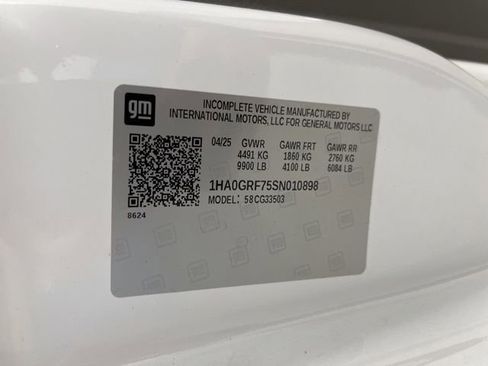 gm
INCOMPLETE VEHICLE MANUFACTURED BY
INTERNATIONAL MOTORS, LLC FOR GENERAL MOTORS LLC
04/25 GVWR GAWR FRT GAWR RR
4491 KG 1860 KG 2760 KG
9900 LB 4100 LB 6084 LB
1HA0GRF75SN010898
MODEL: 58CG33503
8624